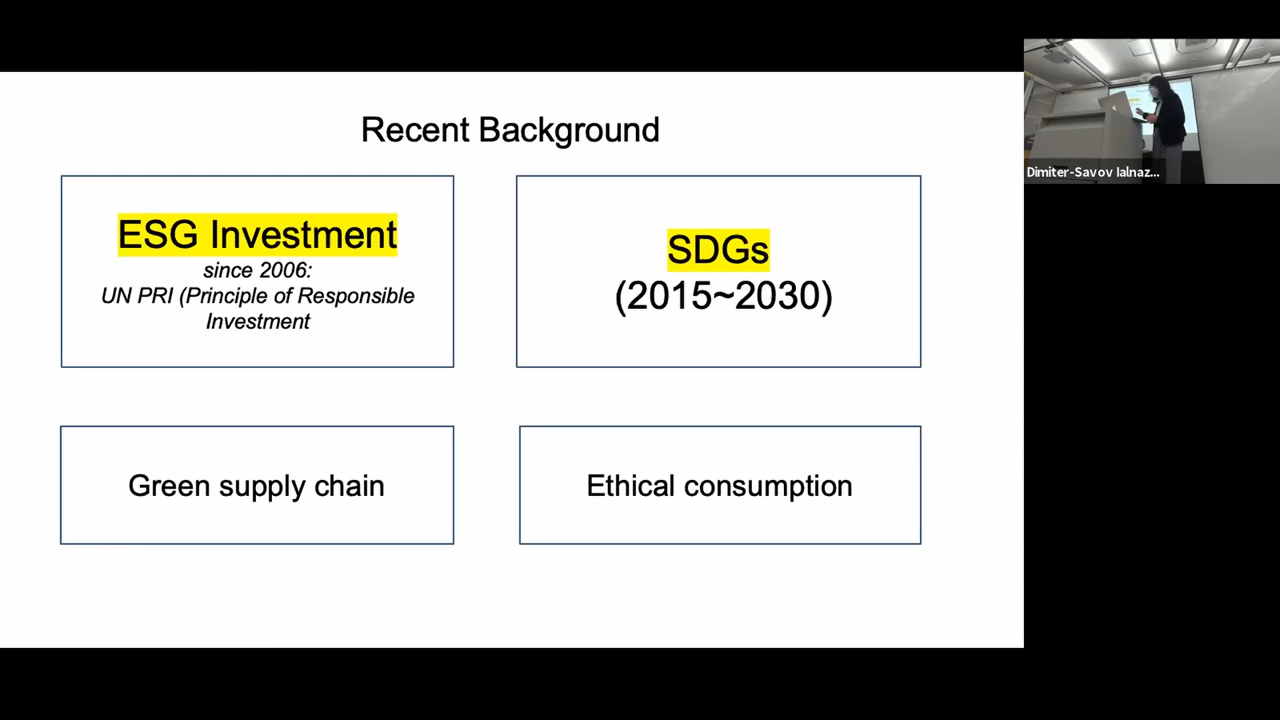 Recent Background
ESG Investment
since 2006:
UN PRI (Principle of Responsible
Investment
SDGs
(2015~2030)
Green supply chain
Ethical consumption
Dimiter-Savov Ialnaz...